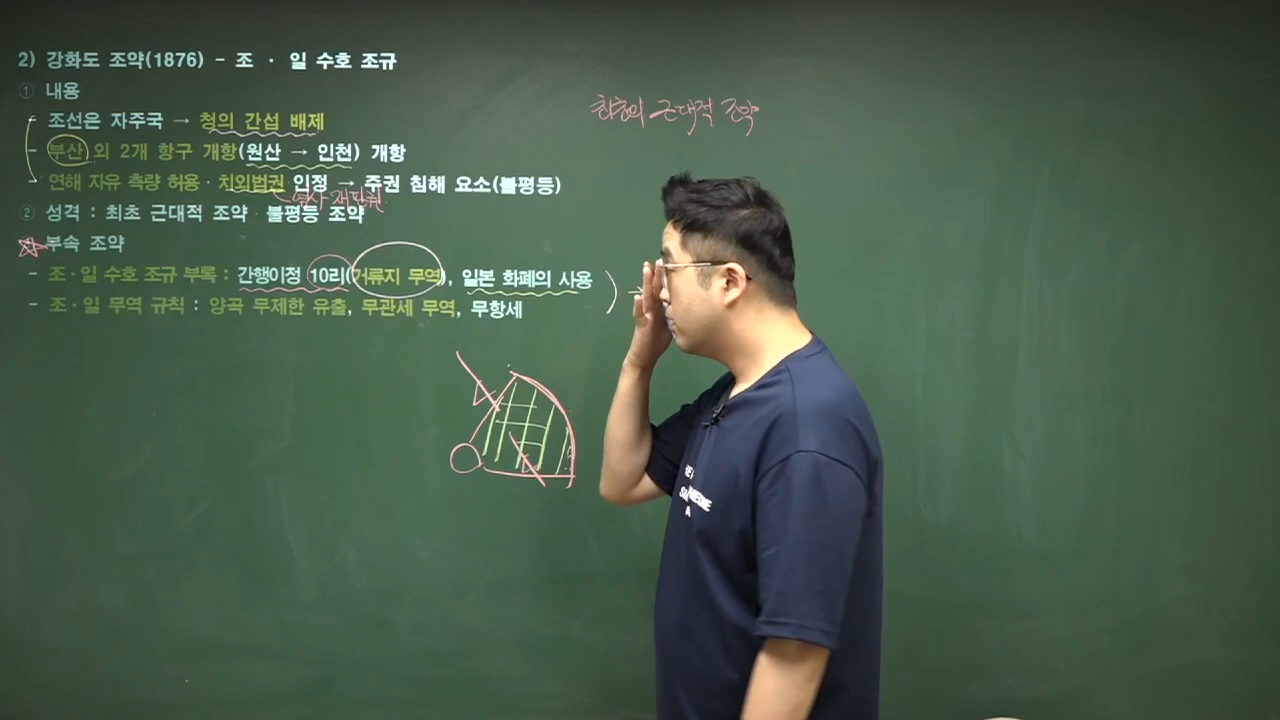 2) 강화도 조약(1876) - 조 · 일 수호 조규
① 내용
- 조선은 자주국 → 청의 간섭 배제
- 부산 외 2개 항구 개항(원산 → 인천) 개항
- 연해 자유 측량 허용 · 치외법권 인정 → 주권 침해 요소(불평등)
영사 재판권
② 성격 : 최초 근대적 조약 불평등 조약
부속 조약
- 조·일 수호 조규 부록 : 간행이정 10리(거류지 무역), 일본 화폐의 사용
- 조·일 무역 규칙 : 양곡 무제한 유출, 무관세 무역, 무항세
최초의 근대적 조약